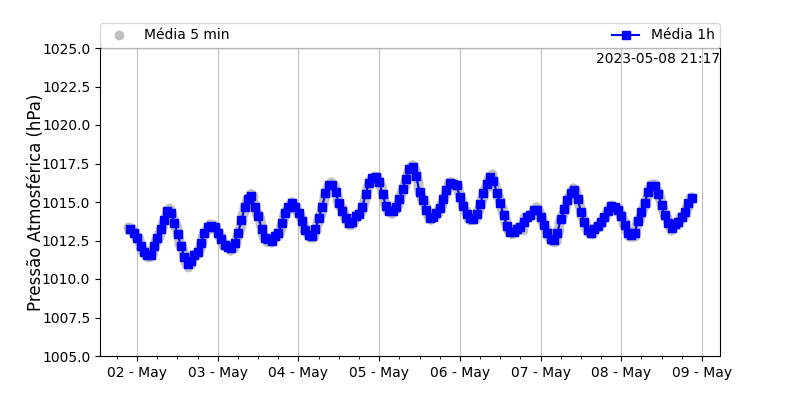 Média 5 min
Média 1h
2023-05-08 21:17
Pressão Atmosférica (hPa)
1025.0
1022.5
1020.0
1017.5
1015.0
1012.5
1010.0
1007.5
1005.0
02 - May
03 - May
04 - May
05 - May
06 - May
07 - May
08 - May
09 - May